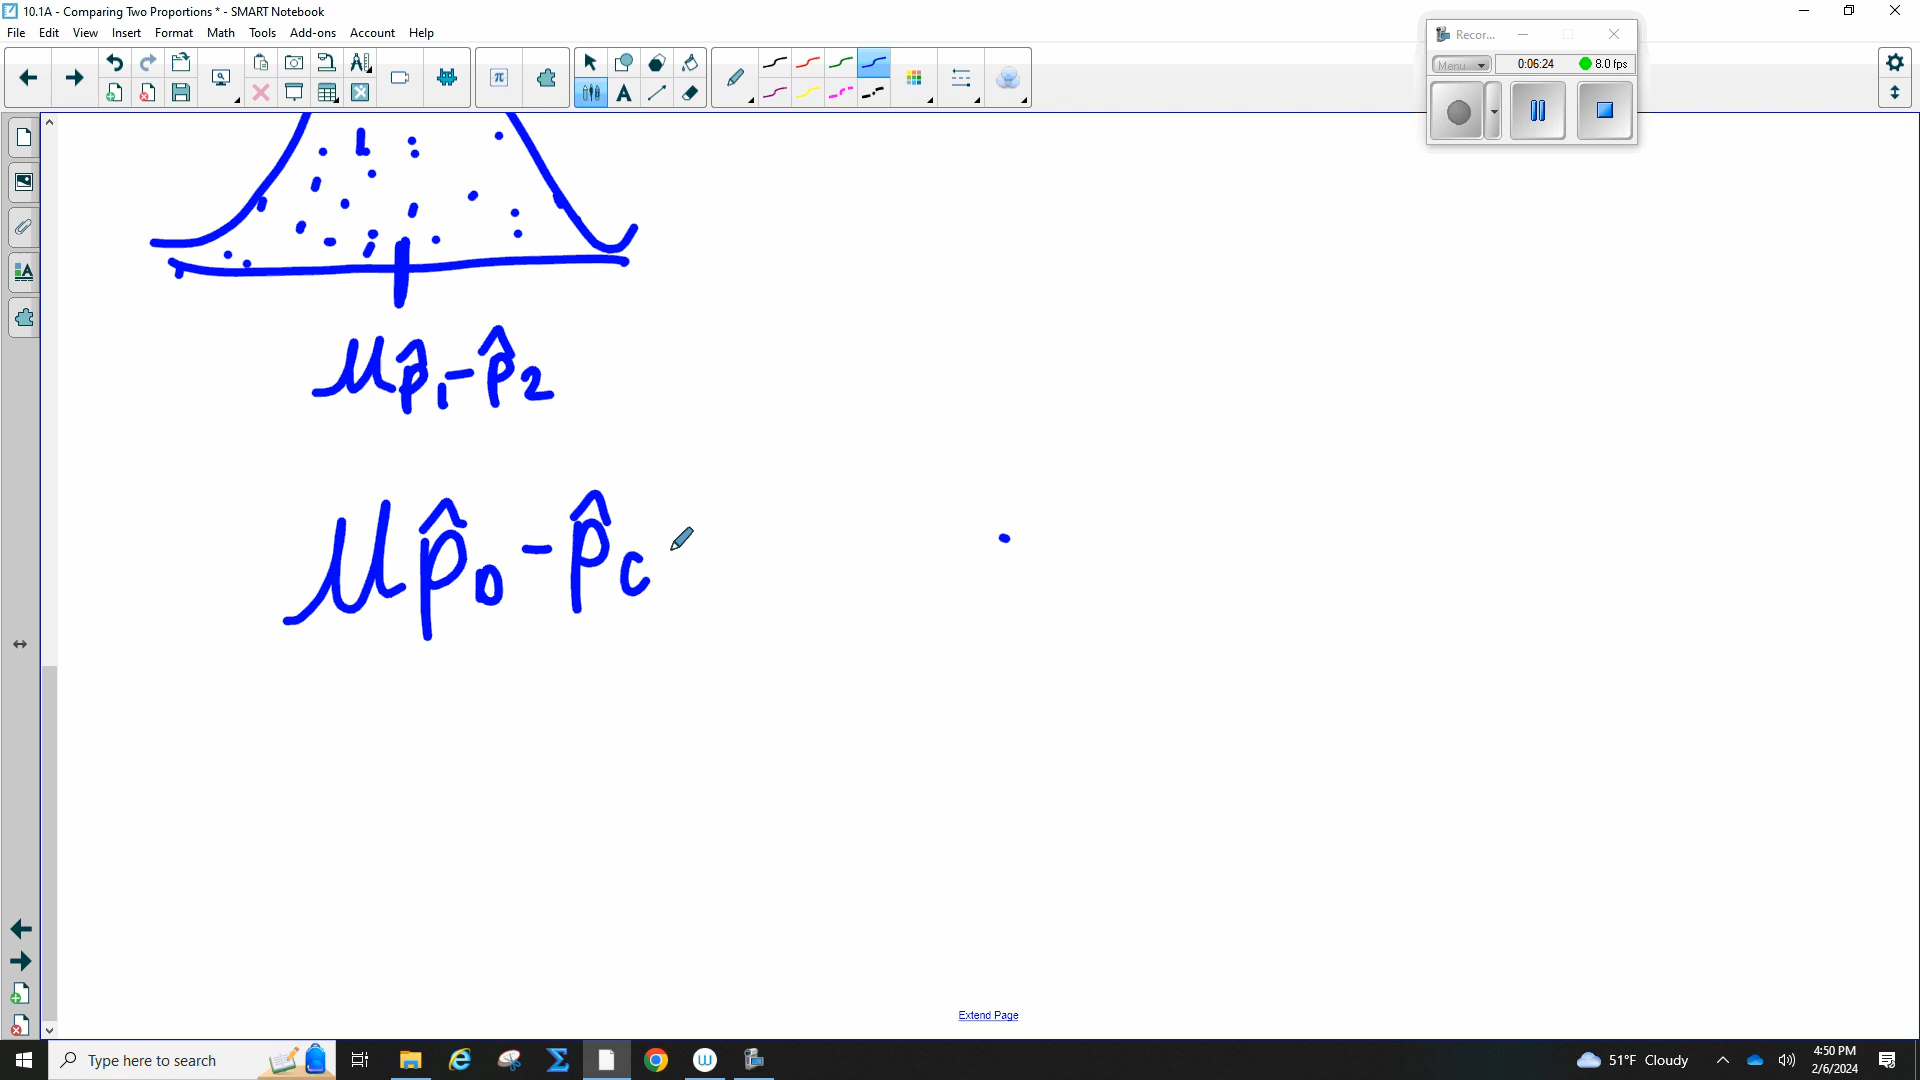 10.1A - Comparing Two Proportions * - SMART Notebook
File Edit View Insert Format Math Tools Add-ons Account Help
Recor...
Menu 0:06:24 8.0 fps
μp̂1-p̂2
μp̂D-p̂C
Extend Page
Type here to search
51°F Cloudy
4:50 PM
2/6/2024